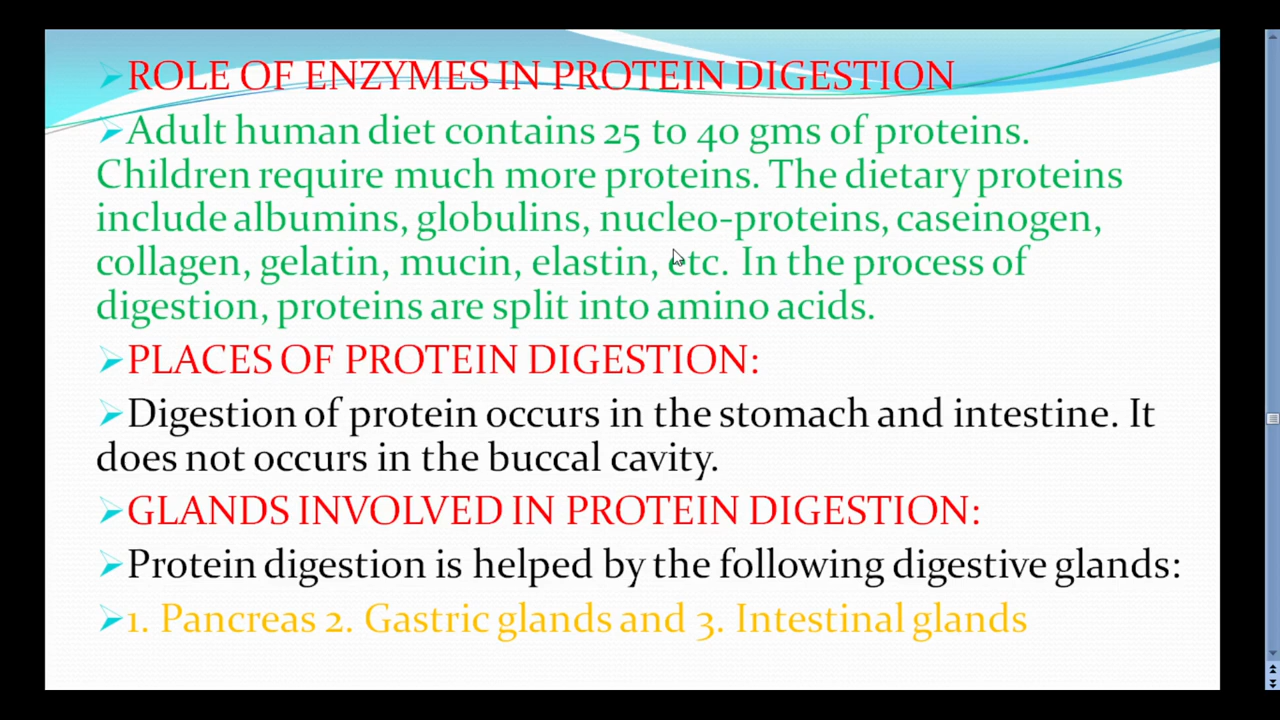 ROLE OF ENZYMES IN PROTEIN DIGESTION
Adult human diet contains 25 to 40 gms of proteins.
Children require much more proteins. The dietary proteins
include albumins, globulins, nucleo-proteins, caseinogen,
collagen, gelatin, mucin, elastin, etc. In the process of
digestion, proteins are split into amino acids.
PLACES OF PROTEIN DIGESTION:
Digestion of protein occurs in the stomach and intestine. It
does not occurs in the buccal cavity.
GLANDS INVOLVED IN PROTEIN DIGESTION:
Protein digestion is helped by the following digestive glands:
1. Pancreas 2. Gastric glands and 3. Intestinal glands